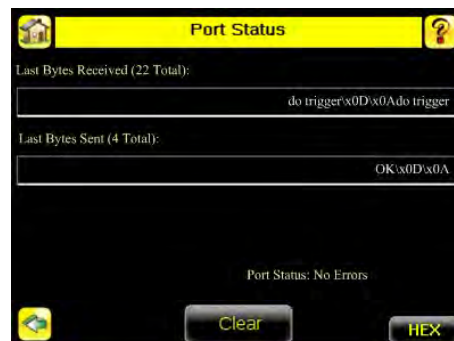 Port Status
?
Last Bytes Received (22 Total):
do trigger\x0D\x0Ado trigger
Last Bytes Sent (4 Total):
OK\x0D\x0A
Port Status: No Errors
Clear
HEX